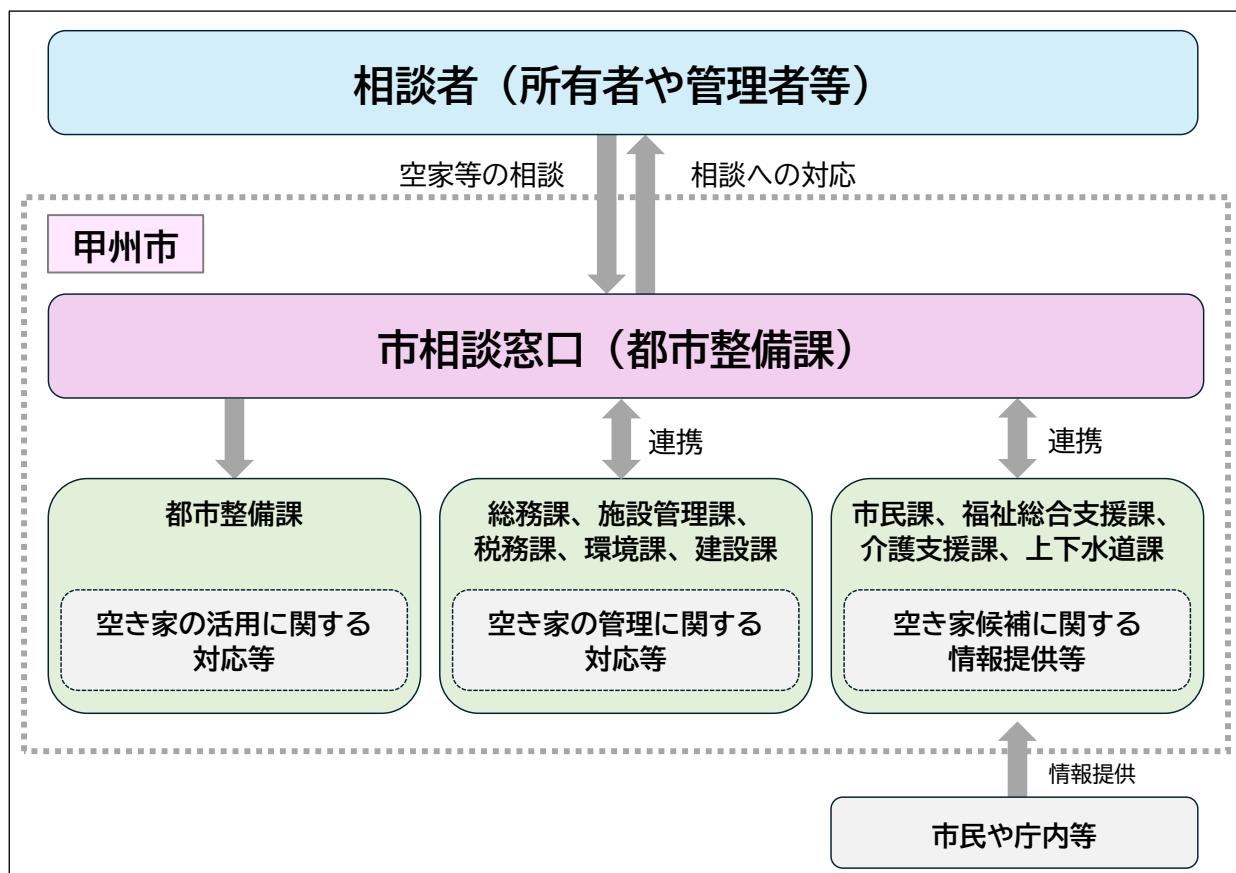 相談者（所有者や管理者等）
空家等の相談
相談への対応
甲州市
市相談窓口（都市整備課）
連携
連携
都市整備課
空き家の活用に関する
対応等
総務課、施設管理課、
税務課、環境課、建設課
空き家の管理に関する
対応等
市民課、福祉総合支援課、
介護支援課、上下水道課
空き家候補に関する
情報提供等
情報提供
市民や庁内等